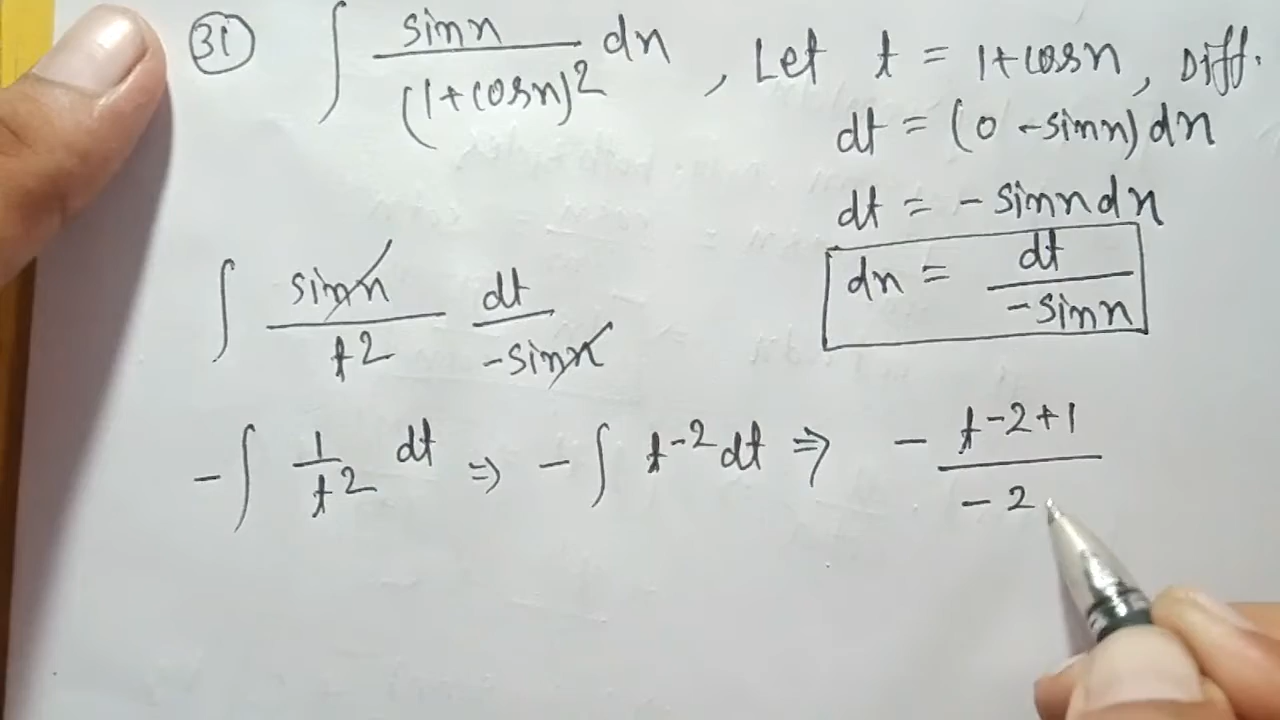 (31) ∫ sinx / (1+cosx)² dx , Let t = 1+cosx, Diff.
dt = (0 - sinx) dx
dt = - sinx dx
dx = dt / -sinx
∫ sinx / t² dt / -sinx
- ∫ 1 / t² dt ⇒ - ∫ t⁻² dt ⇒ - t⁻²⁺¹ / - 2